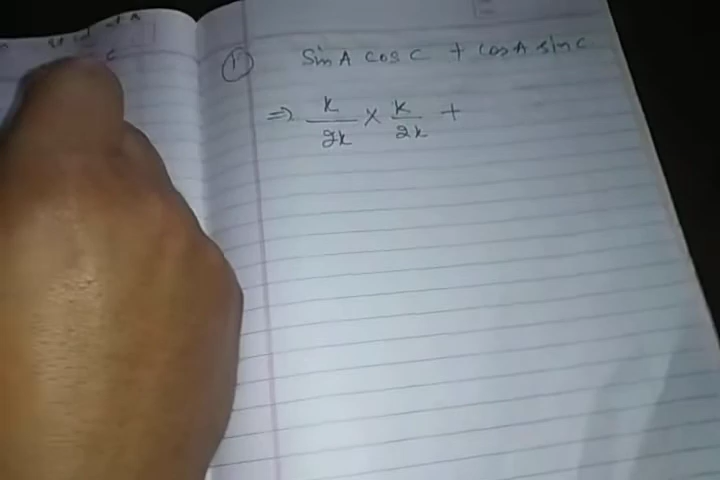 ① Sin A cos C + cos A sin C
⇒ k/2k × k/2k +